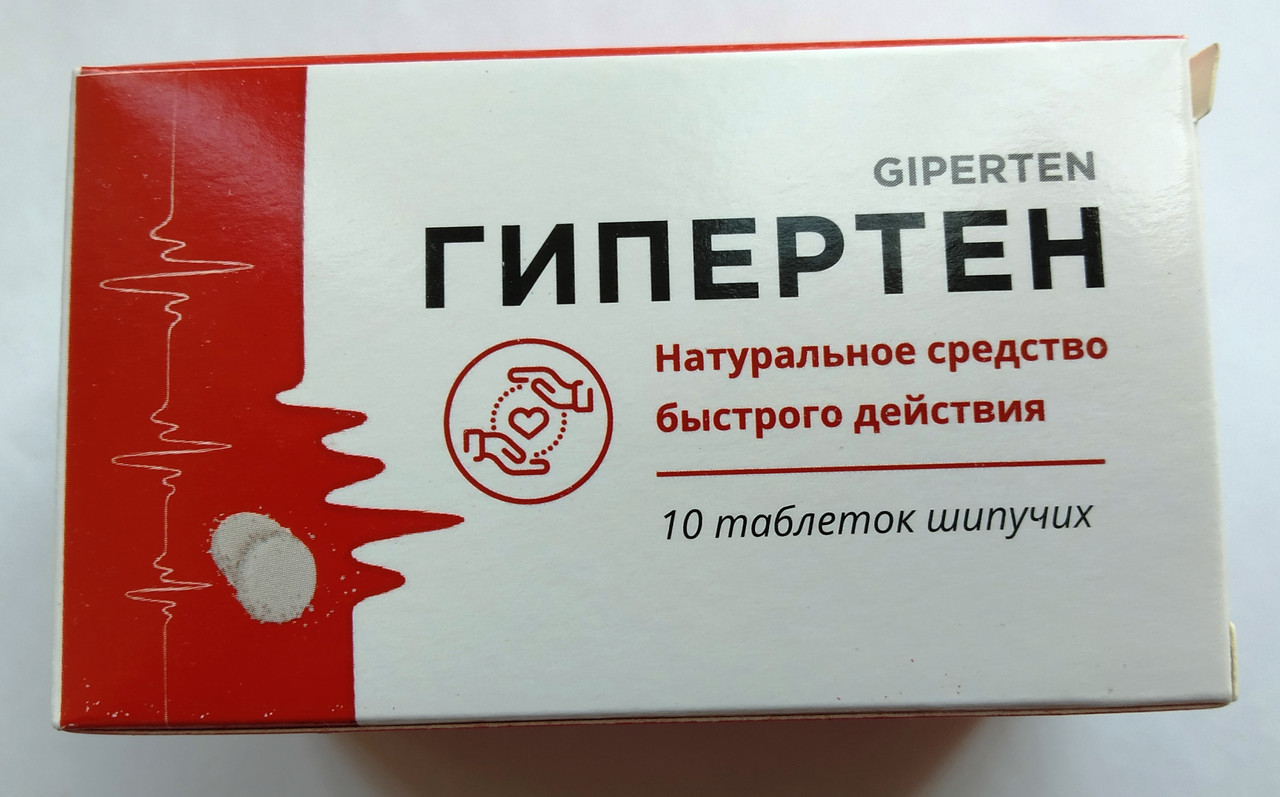 GIPERTEN
ГИПЕРТЕН
Натуральное средство
быстрого действия
10 таблеток шипучих